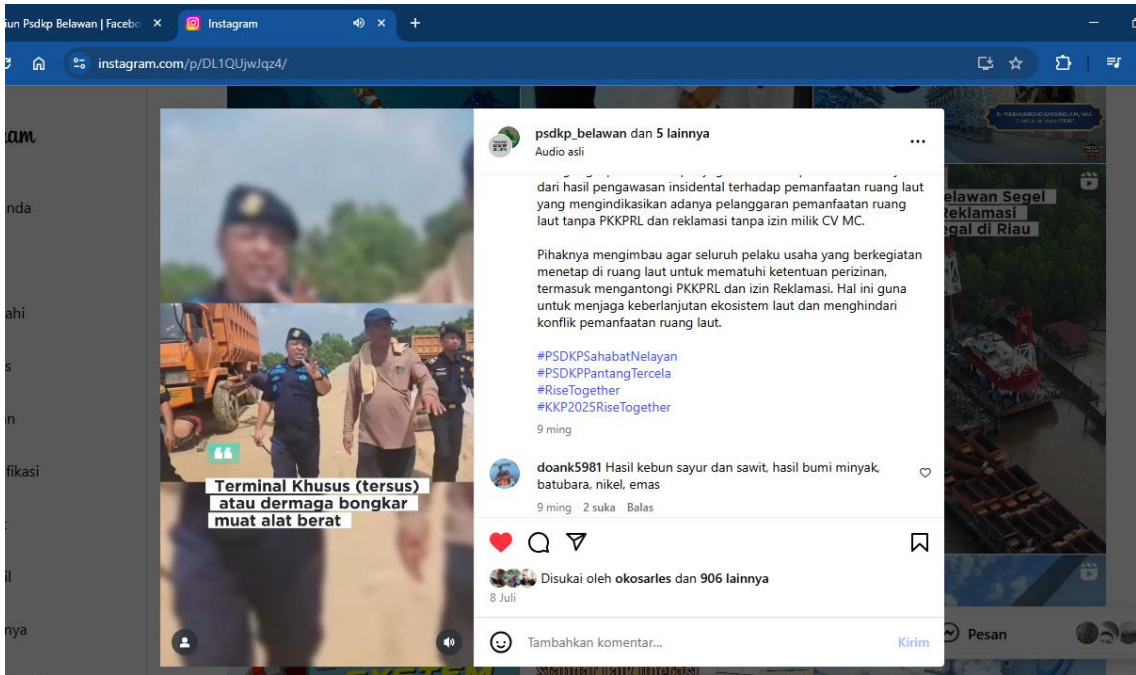 iun Psdkp Belawan | Facebo
Instagram
instagram.com/p/DL1QUjwJqz4/
psdkp_belawan dan 5 lainnya
Audio asli
dari hasil pengawasan insidental terhadap pemanfaatan ruang laut
yang mengindikasikan adanya pelanggaran pemanfaatan ruang
laut tanpa PKKPRL dan reklamasi tanpa izin milik CV MC.
Pihaknya mengimbau agar seluruh pelaku usaha yang berkegiatan
menetap di ruang laut untuk mematuhi ketentuan perizinan,
termasuk mengantongi PKKPRL dan izin Reklamasi. Hal ini guna
untuk menjaga keberlanjutan ekosistem laut dan menghindari
konflik pemanfaatan ruang laut.
#PSDKPSahabatNelayan
#PSDKPPantangTercela
#RiseTogether
#KKP2025RiseTogether
9 ming
doank5981 Hasil kebun sayur dan sawit, hasil bumi minyak,
batubara, nikel, emas
9 ming 2 suka Balas
Disukai oleh okosarles dan 906 lainnya
8 Juli
Tambahkan komentar...
Kirim
Terminal Khusus (tersus)
atau dermaga bongkar
muat alat berat
am
nda
ahi
s
n
fikasi
il
nya
elawan Segel
Reklamasi
egal di Riau
Pesan